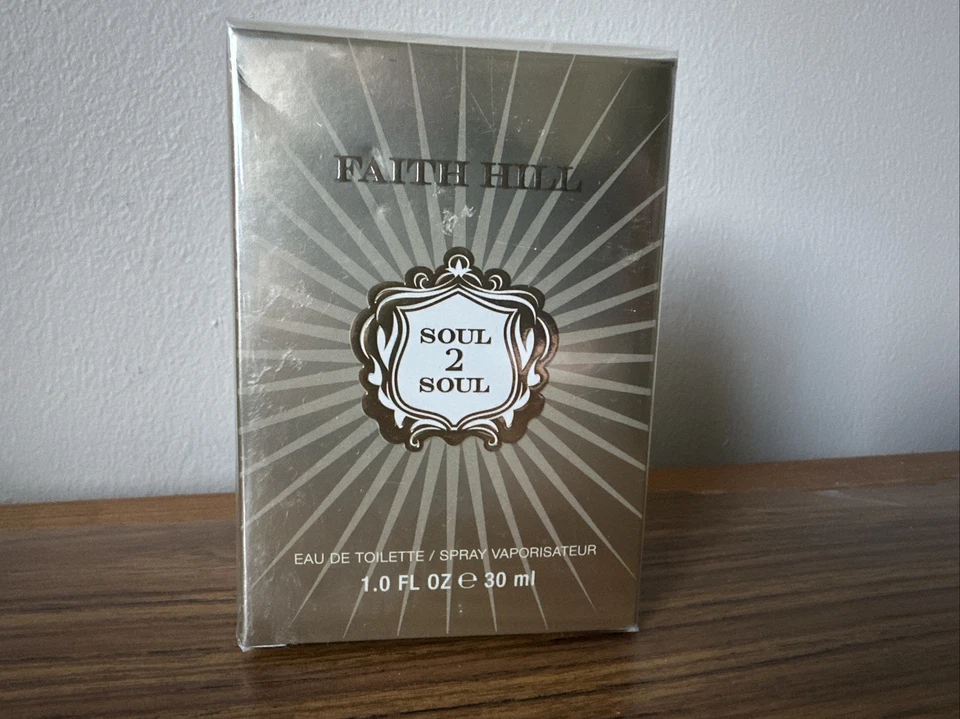 FAITH HILL
SOUL
2
SOUL
EAU DE TOILETTE / SPRAY VAPORISATEUR
1.0 FL OZ ℮ 30 ml